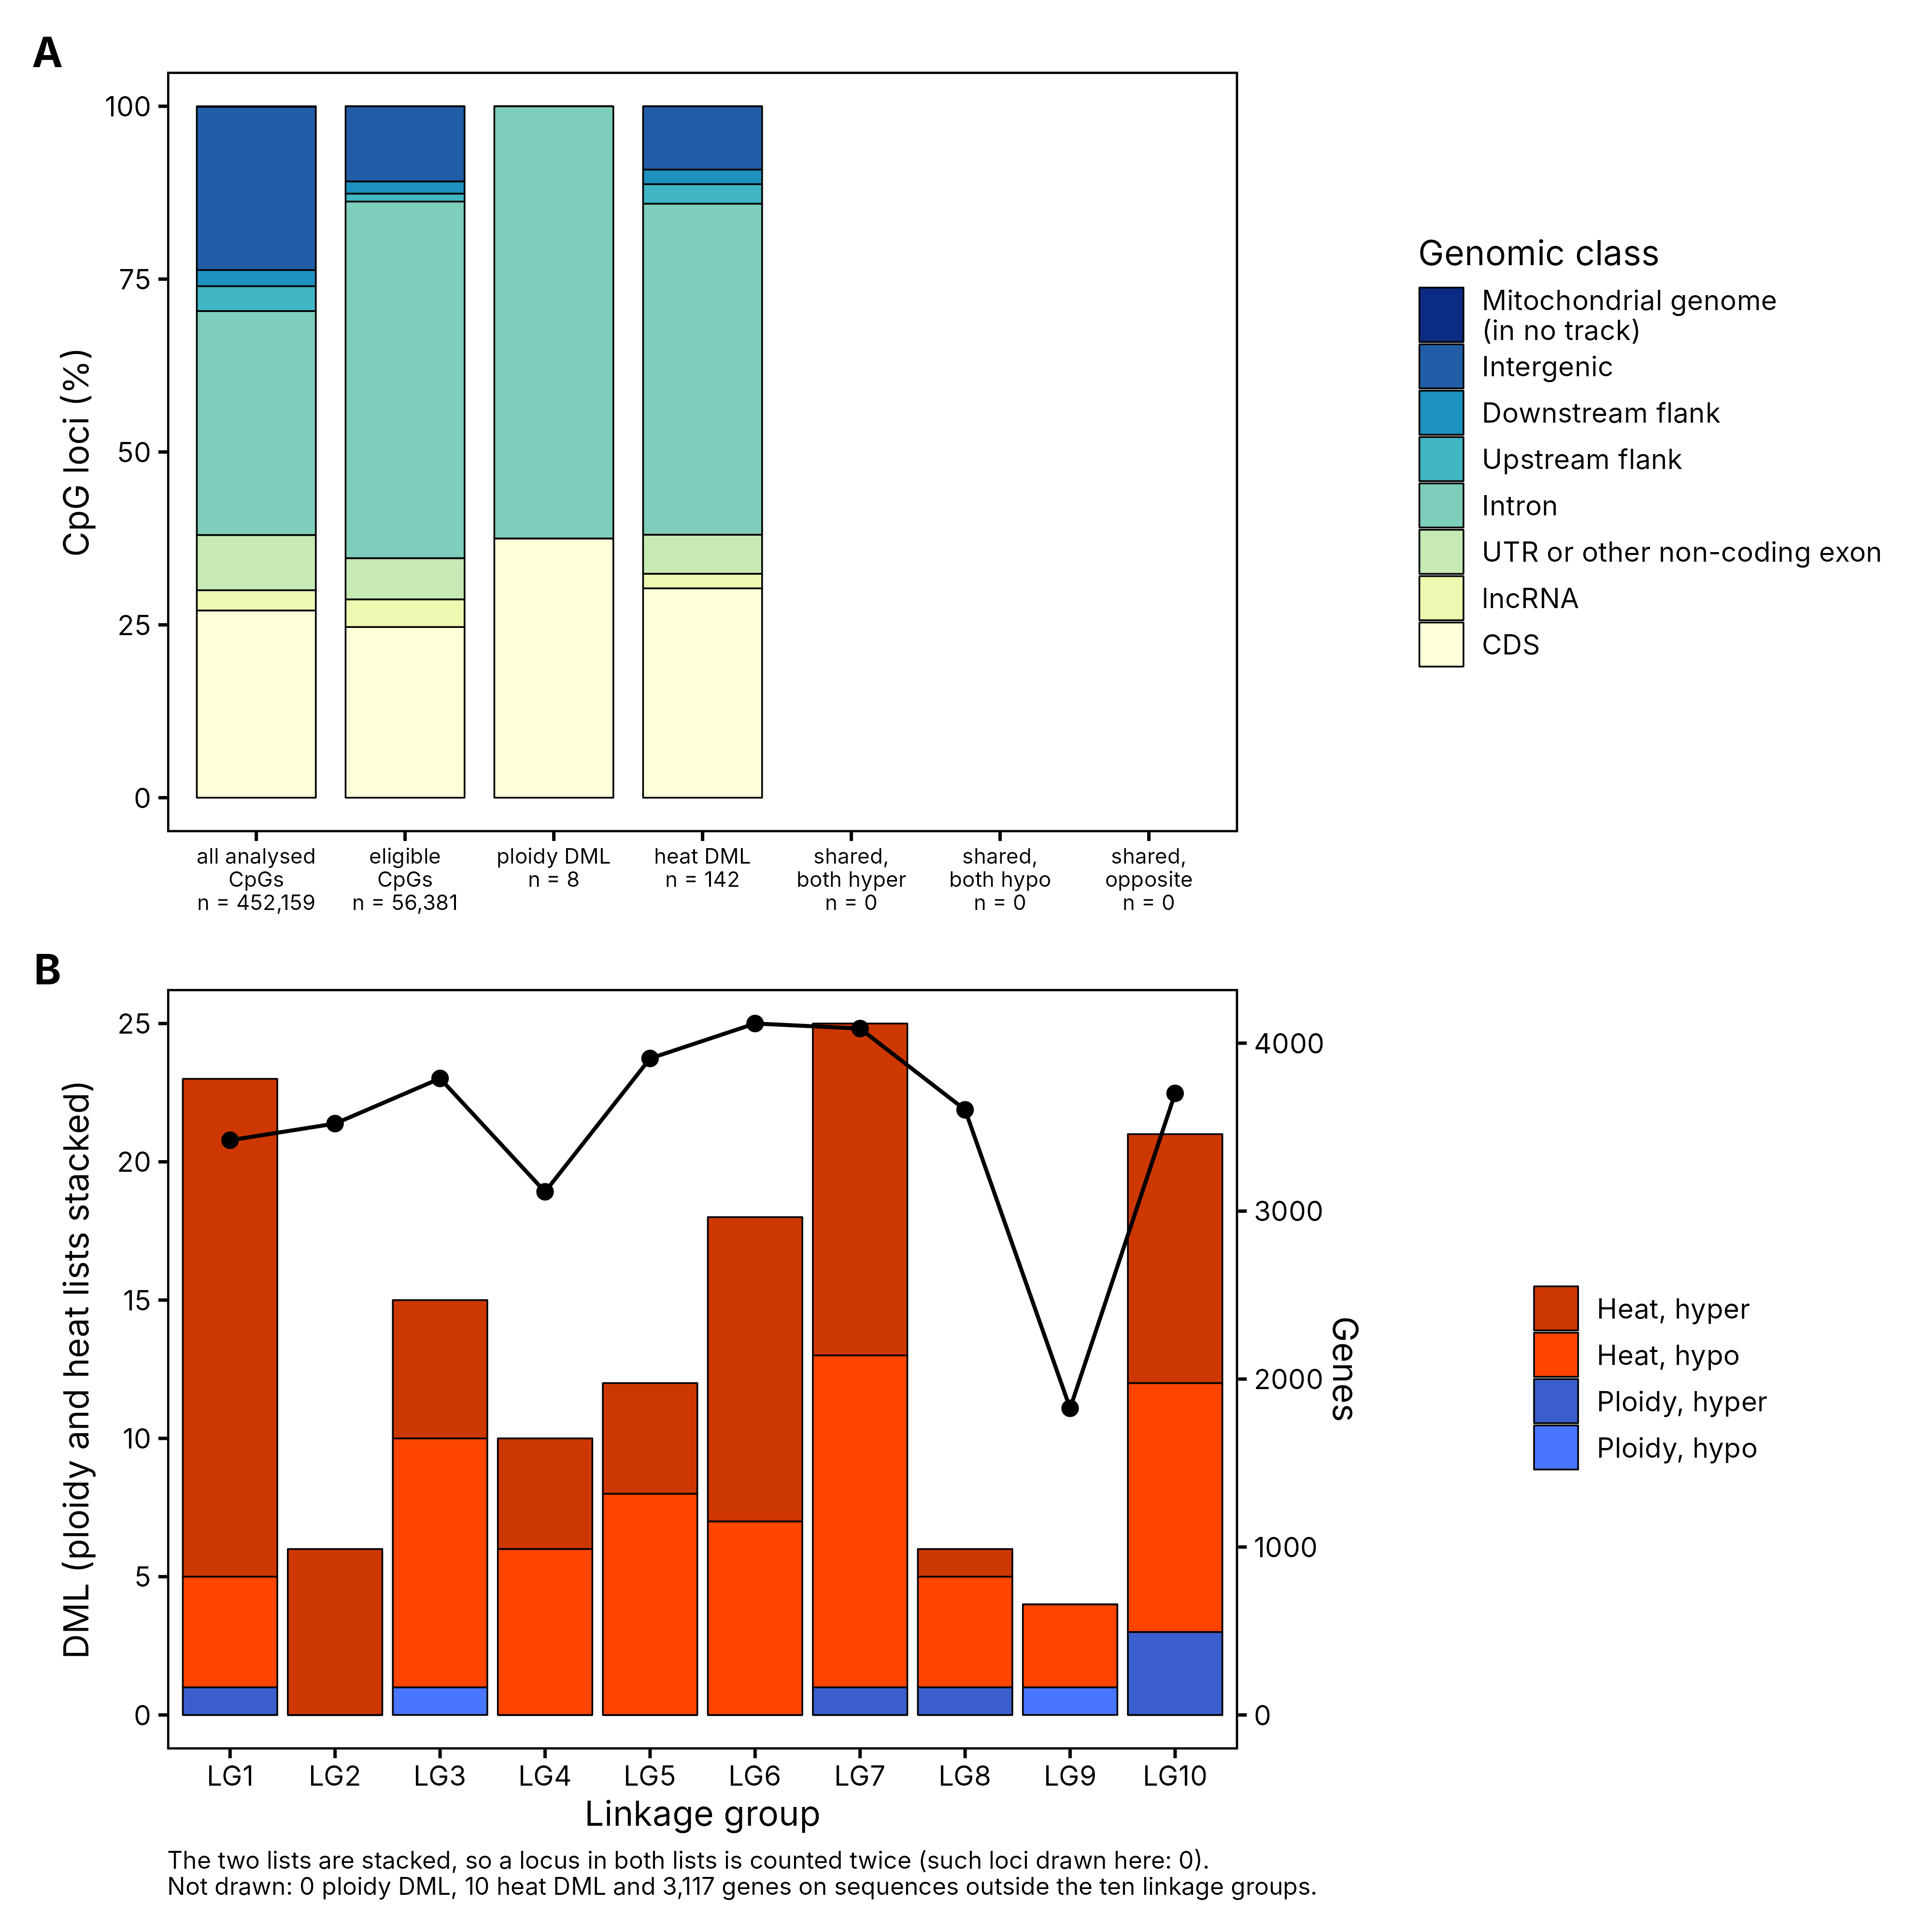 A
100
75
50
25
0
CpG loci (%)
all analysed
CpGs
n = 452,159
eligible
CpGs
n = 56,381
ploidy DML
n = 8
heat DML
n = 142
shared,
both hyper
n = 0
shared,
both hypo
n = 0
shared,
opposite
n = 0
Genomic class
Mitochondrial genome
(in no track)
Intergenic
Downstream flank
Upstream flank
Intron
UTR or other non-coding exon
lncRNA
CDS
B
25
20
15
10
5
0
DML (ploidy and heat lists stacked)
4000
3000
2000
1000
0
Genes
LG1
LG2
LG3
LG4
LG5
LG6
LG7
LG8
LG9
LG10
Linkage group
Heat, hyper
Heat, hypo
Ploidy, hyper
Ploidy, hypo
The two lists are stacked, so a locus in both lists is counted twice (such loci drawn here: 0).
Not drawn: 0 ploidy DML, 10 heat DML and 3,117 genes on sequences outside the ten linkage groups.